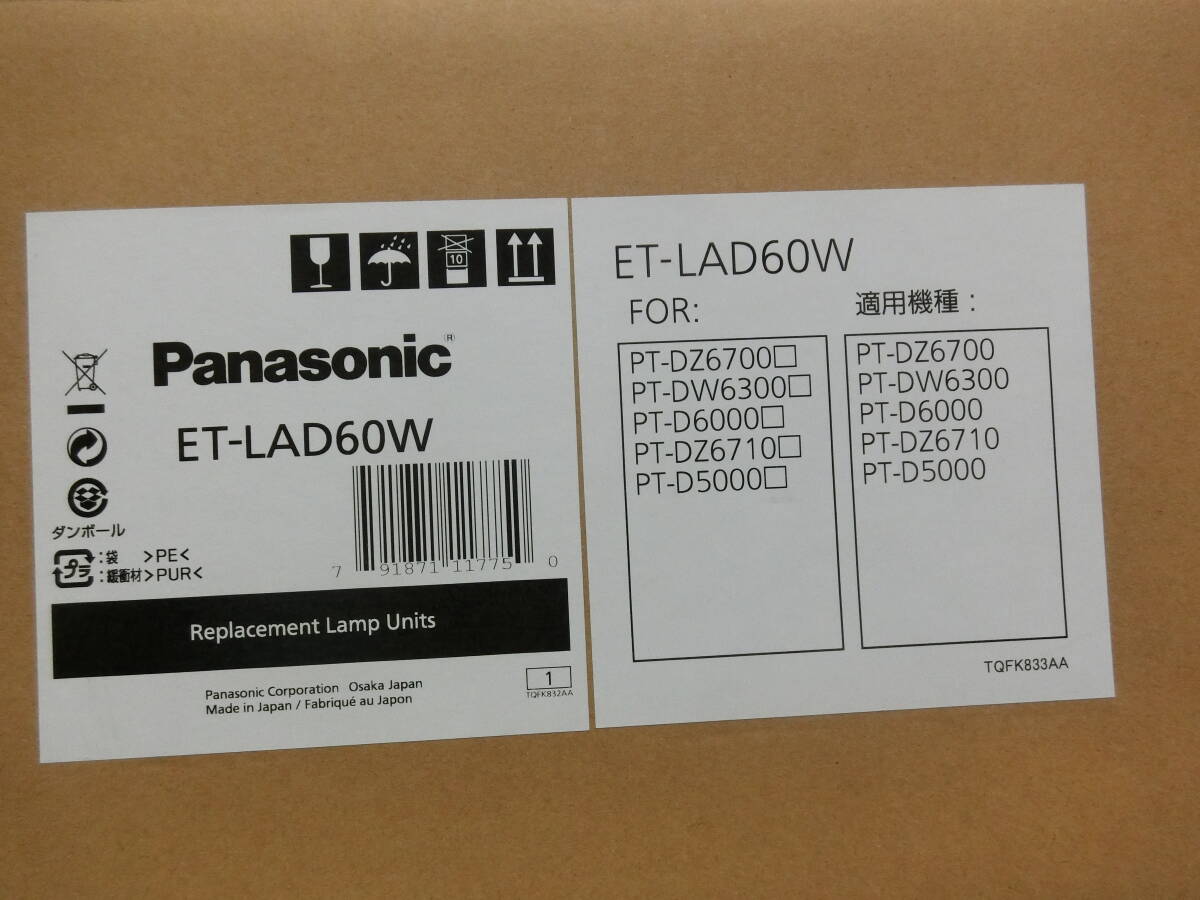 10
Panasonic®
ET-LAD60W
ダンボール
プラ :袋 >PE<
:緩衝材 >PUR<
7 91871 11775 0
Replacement Lamp Units
Panasonic Corporation Osaka Japan
Made in Japan / Fabriqué au Japon
1
TQFK832AA
ET-LAD60W
FOR:
PT-DZ6700□
PT-DW6300□
PT-D6000□
PT-DZ6710□
PT-D5000□
適用機種:
PT-DZ6700
PT-DW6300
PT-D6000
PT-DZ6710
PT-D5000
TQFK833AA